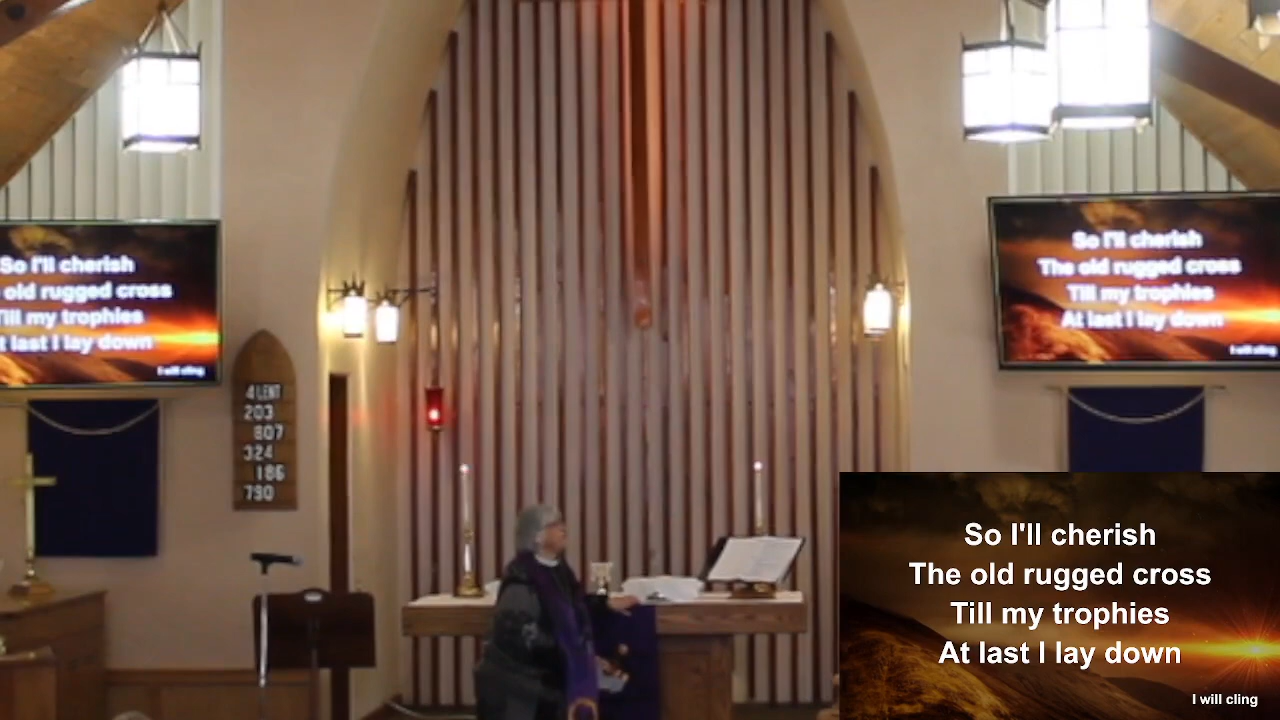 So I'll cherish
old rugged cross
Till my trophies
At last I lay down
I will cling
4 LENT
203
807
324
186
790
So I'll cherish
The old rugged cross
Till my trophies
At last I lay down
I will cling
So I'll cherish
The old rugged cross
Till my trophies
At last I lay down
I will cling